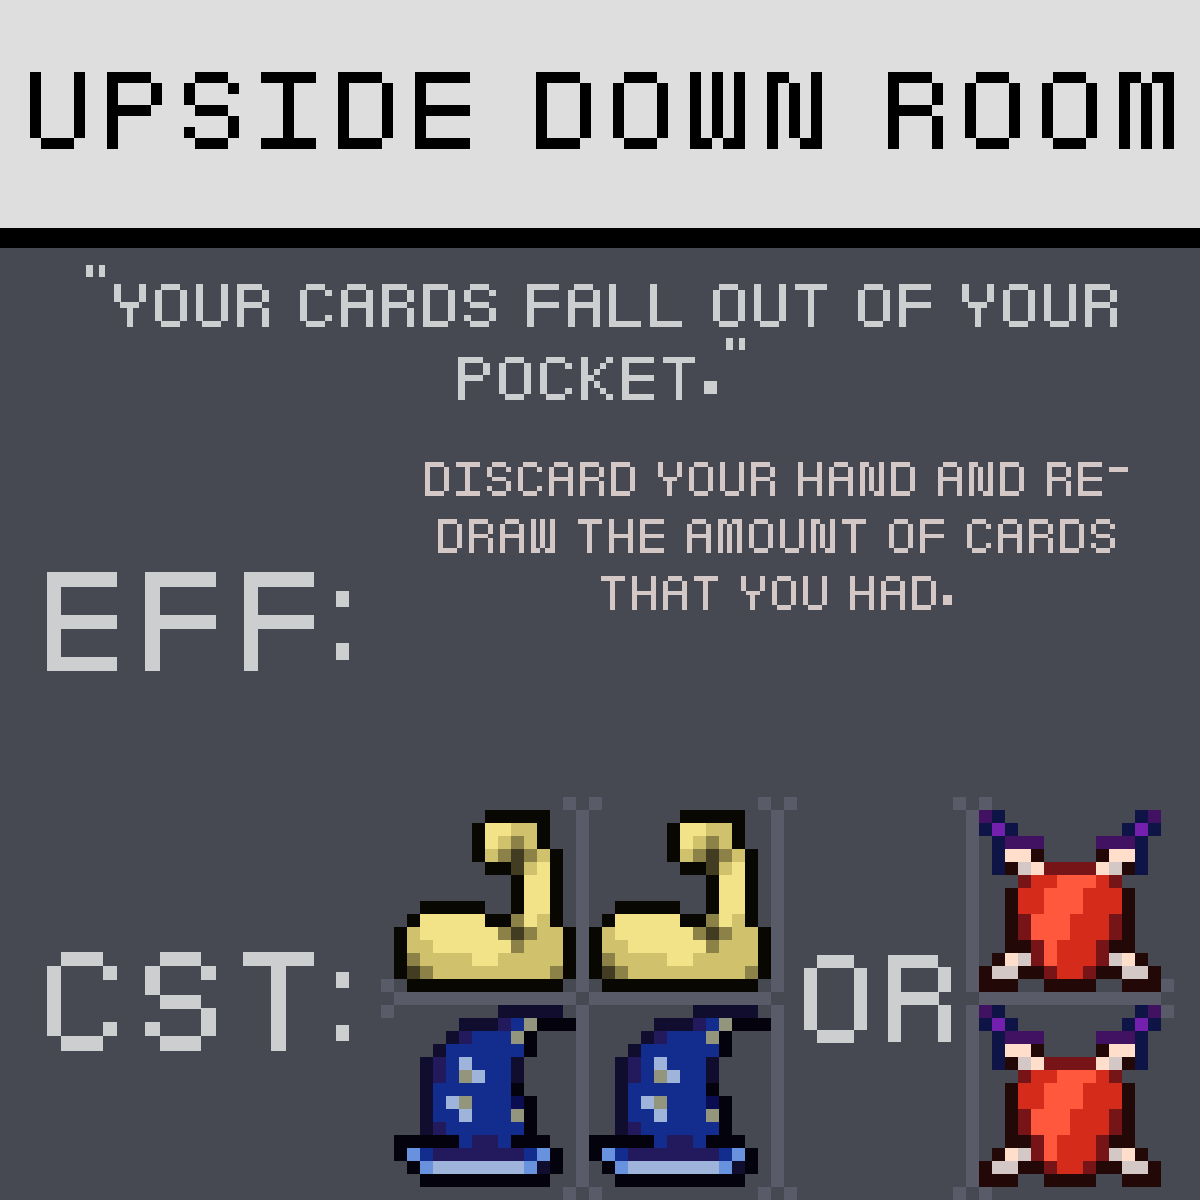 UPSIDE DOWN ROOM
"YOUR CARDS FALL OUT OF YOUR
POCKET."
DISCARD YOUR HAND AND RE-
DRAW THE AMOUNT OF CARDS
THAT YOU HAD.
EFF:
CST:
OR